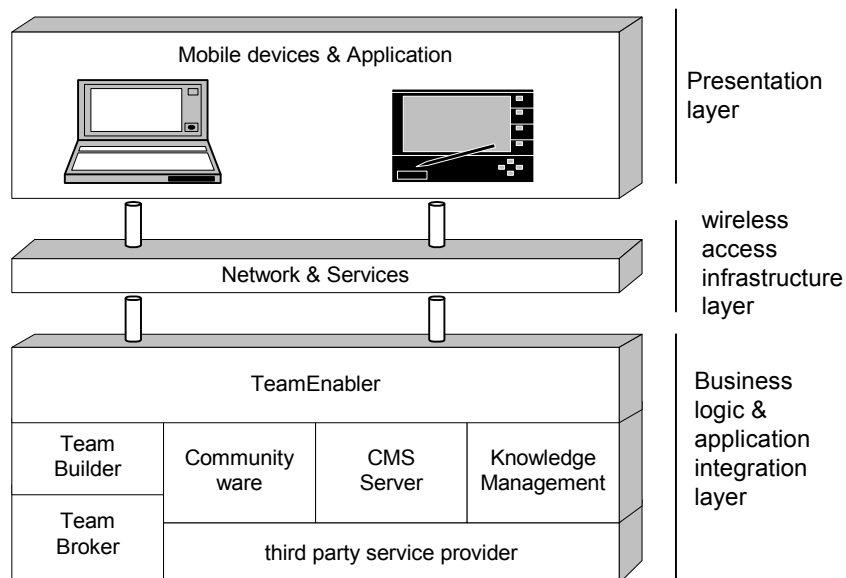 Mobile devices & Application
Presentation
layer
wireless
access
infrastructure
layer
Network & Services
TeamEnabler
Business
logic &
application
integration
layer
Team
Builder
Community
ware
CMS
Server
Knowledge
Management
Team
Broker
third party service provider